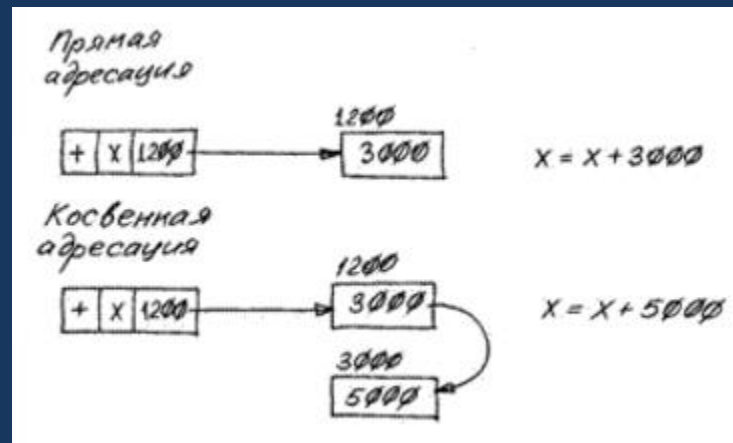 Прямая
адресация
1200
+ X 1200
3000
X = X + 3000
Косвенная
адресация
1200
+ X 1200
3000
X = X + 5000
3000
5000